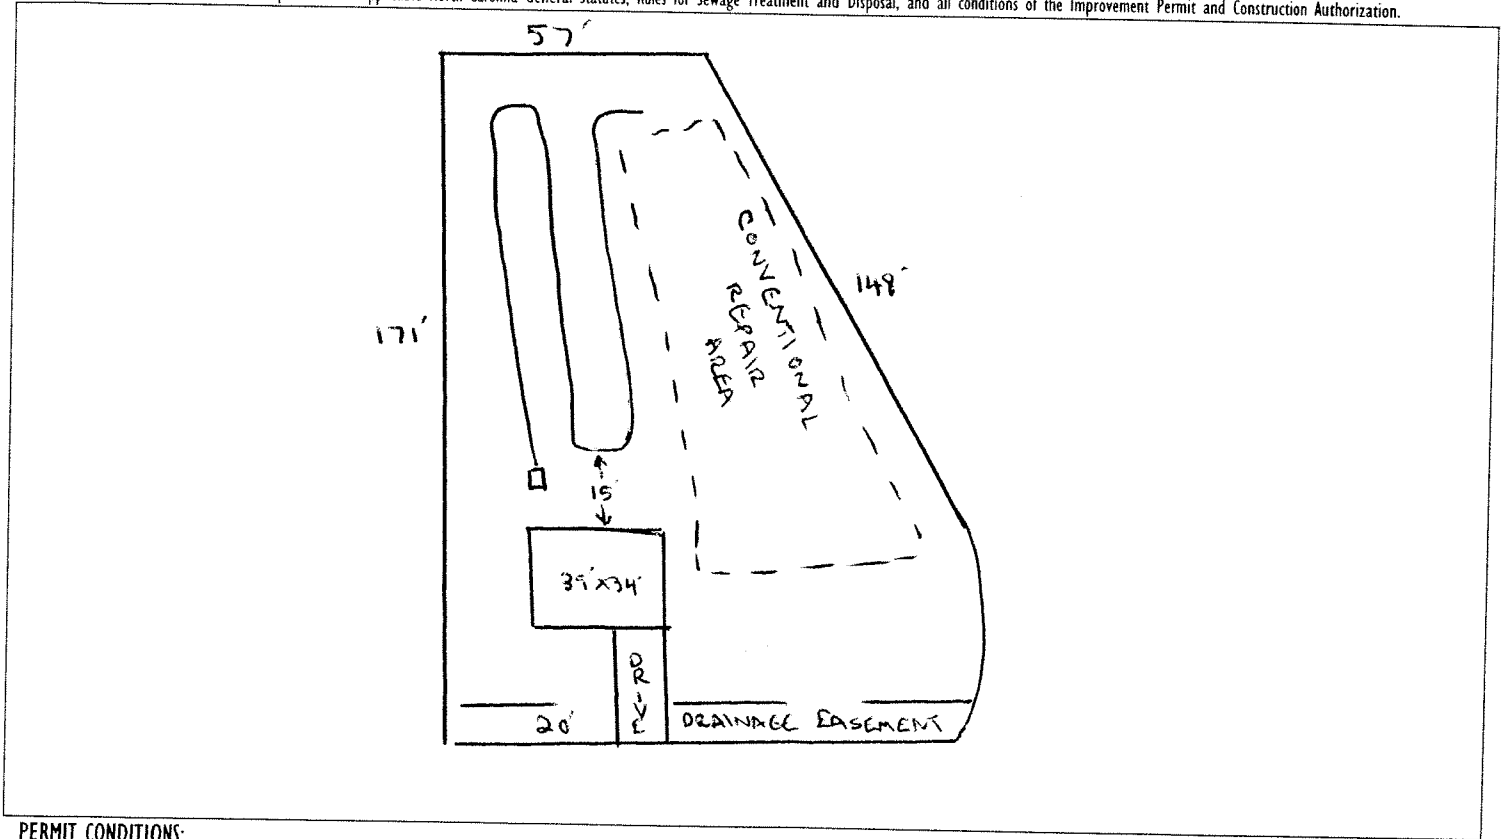 North Carolina General Statutes, Rules for Sewage Treatment and Disposal, and all conditions of the Improvement Permit and Construction Authorization.
57'
CONVENTIONAL
REPAIR
AREA
148'
171'
15'
39'X34'
DRIVE
20'
DRAINAGE EASEMENT
PERMIT CONDITIONS: